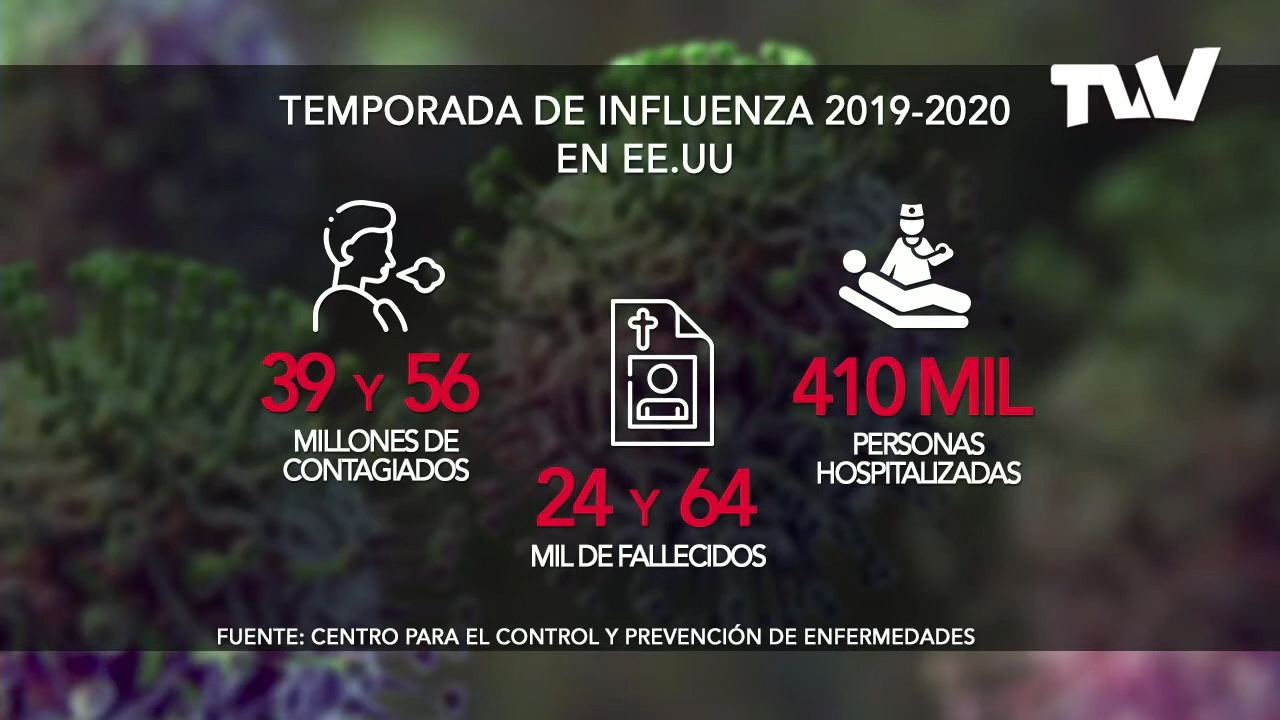 TVV
TEMPORADA DE INFLUENZA 2019-2020
EN EE.UU
39 Y 56
MILLONES DE
CONTAGIADOS
24 Y 64
MIL DE FALLECIDOS
410 MIL
PERSONAS
HOSPITALIZADAS
FUENTE: CENTRO PARA EL CONTROL Y PREVENCIÓN DE ENFERMEDADES